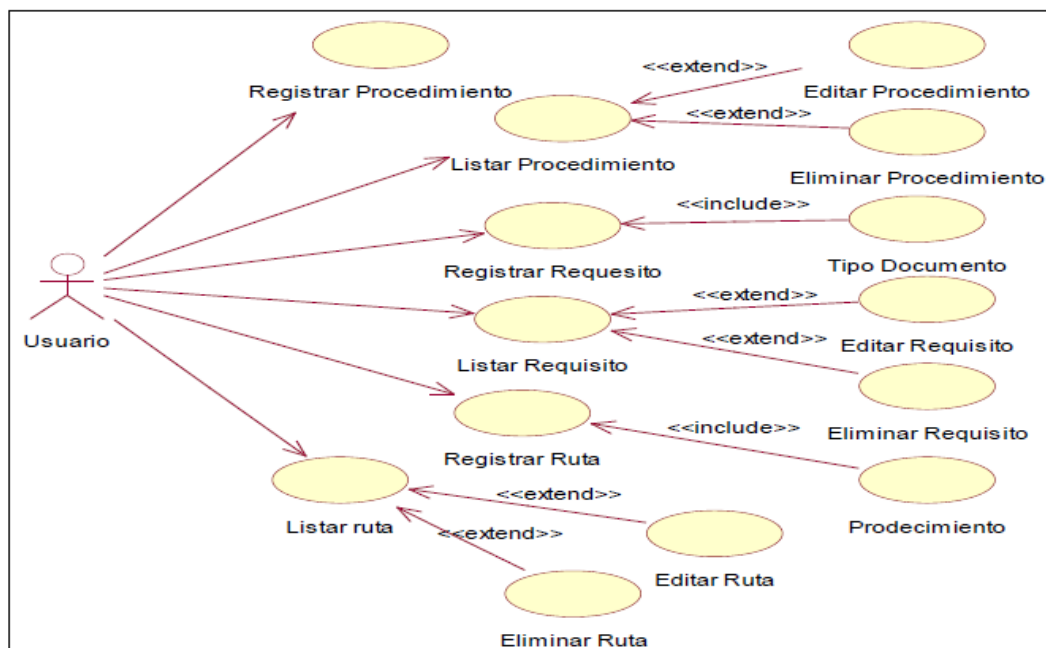 Registrar Procedimiento
<<extend>>
Editar Procedimiento
<<extend>>
Listar Procedimiento
Eliminar Procedimiento
<<include>>
Registrar Requesito
Tipo Documento
<<extend>>
Usuario
<<extend>>
Editar Requisito
Listar Requisito
<<include>>
Eliminar Requisito
Registrar Ruta
<<extend>>
Listar ruta
Prodecimiento
<<extend>>
Editar Ruta
Eliminar Ruta